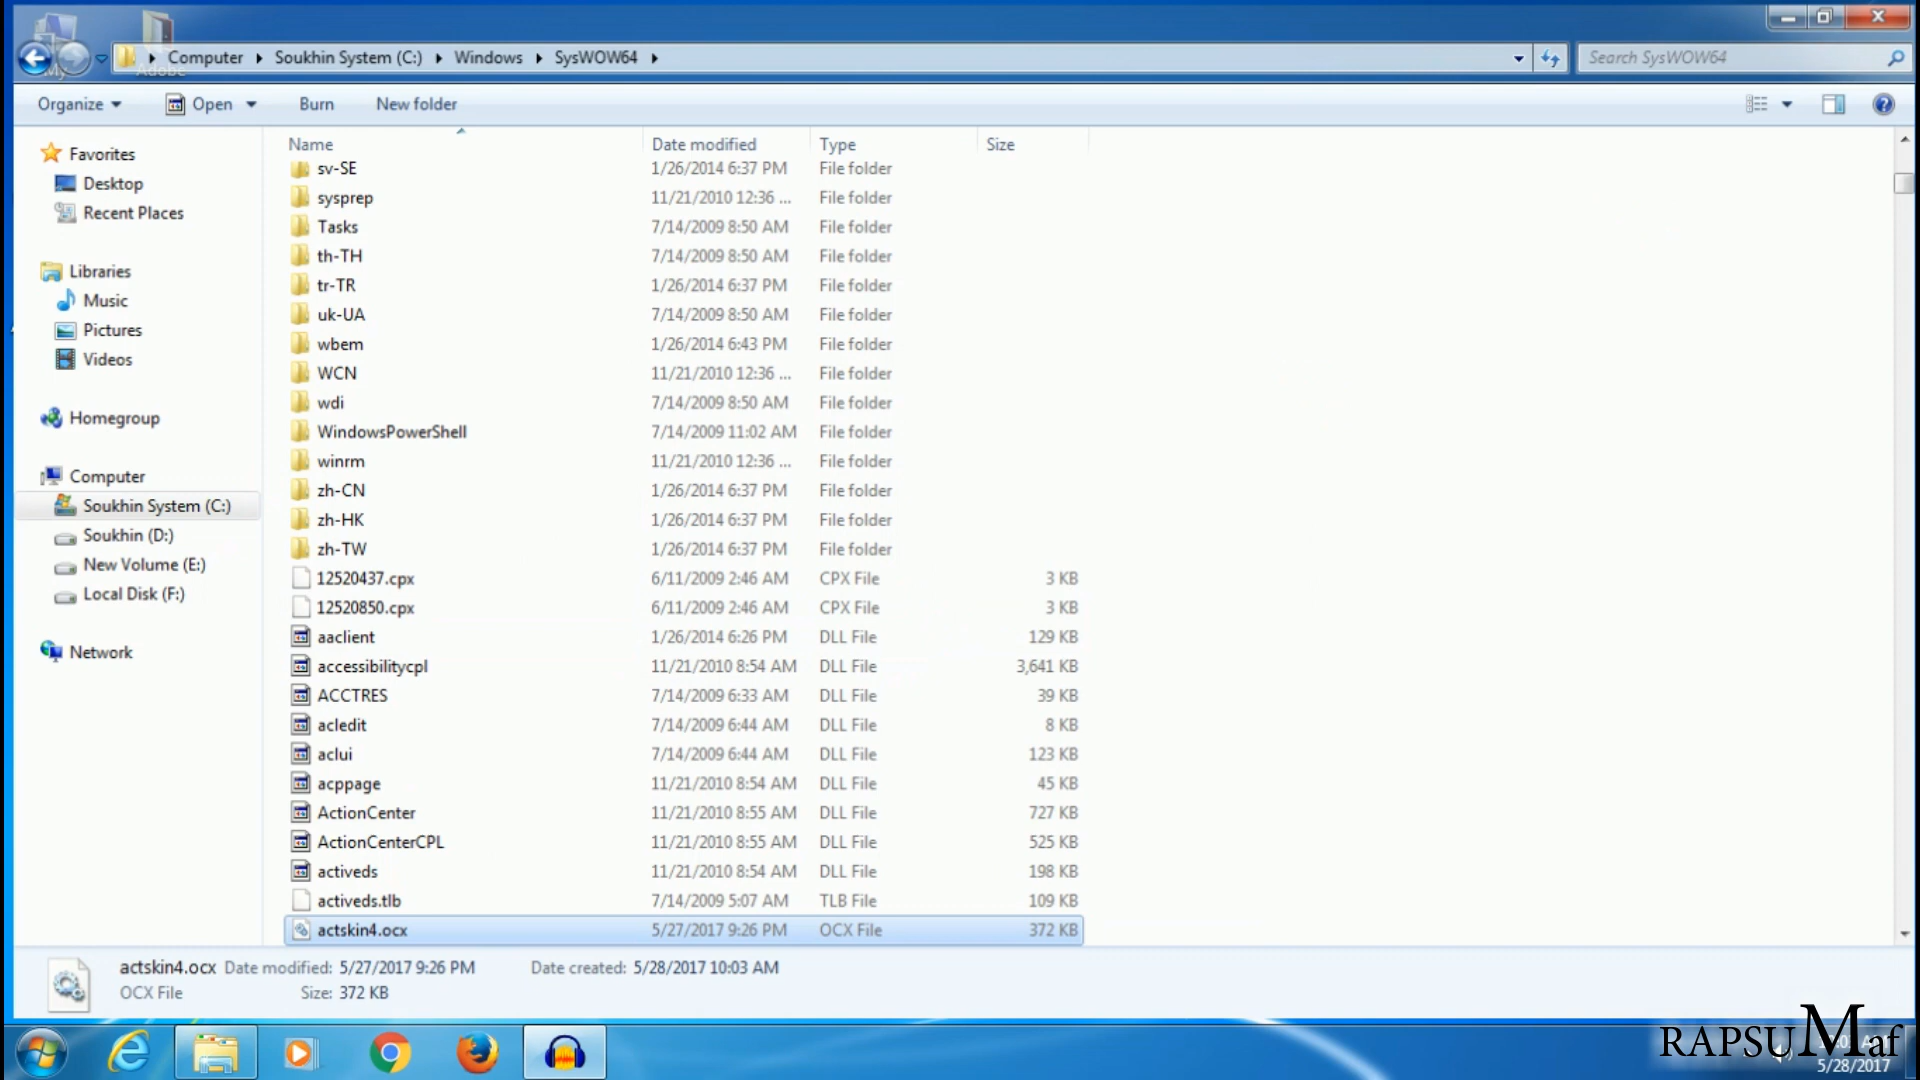 My
Adobe
Computer Soukhin System (C:) Windows SysWOW64
Search SysWOW64
Organize Open Burn New folder
Favorites
Desktop
Recent Places
Libraries
Music
Pictures
Videos
Homegroup
Computer
Soukhin System (C:)
Soukhin (D:)
New Volume (E:)
Local Disk (F:)
Network
Name Date modified Type Size
sv-SE 1/26/2014 6:37 PM File folder
sysprep 11/21/2010 12:36 ... File folder
Tasks 7/14/2009 8:50 AM File folder
th-TH 7/14/2009 8:50 AM File folder
tr-TR 1/26/2014 6:37 PM File folder
uk-UA 7/14/2009 8:50 AM File folder
wbem 1/26/2014 6:43 PM File folder
WCN 11/21/2010 12:36 ... File folder
wdi 7/14/2009 8:50 AM File folder
WindowsPowerShell 7/14/2009 11:02 AM File folder
winrm 11/21/2010 12:36 ... File folder
zh-CN 1/26/2014 6:37 PM File folder
zh-HK 1/26/2014 6:37 PM File folder
zh-TW 1/26/2014 6:37 PM File folder
12520437.cpx 6/11/2009 2:46 AM CPX File 3 KB
12520850.cpx 6/11/2009 2:46 AM CPX File 3 KB
aaclient 1/26/2014 6:26 PM DLL File 129 KB
accessibilitycpl 11/21/2010 8:54 AM DLL File 3,641 KB
ACCTRES 7/14/2009 6:33 AM DLL File 39 KB
acledit 7/14/2009 6:44 AM DLL File 8 KB
aclui 7/14/2009 6:44 AM DLL File 123 KB
acppage 11/21/2010 8:54 AM DLL File 45 KB
ActionCenter 11/21/2010 8:55 AM DLL File 727 KB
ActionCenterCPL 11/21/2010 8:55 AM DLL File 525 KB
activeds 11/21/2010 8:54 AM DLL File 198 KB
activeds.tlb 7/14/2009 5:07 AM TLB File 109 KB
actskin4.ocx 5/27/2017 9:26 PM OCX File 372 KB
actskin4.ocx Date modified: 5/27/2017 9:26 PM Date created: 5/28/2017 10:03 AM
OCX File Size: 372 KB
RAPSUMaf
5/28/2017